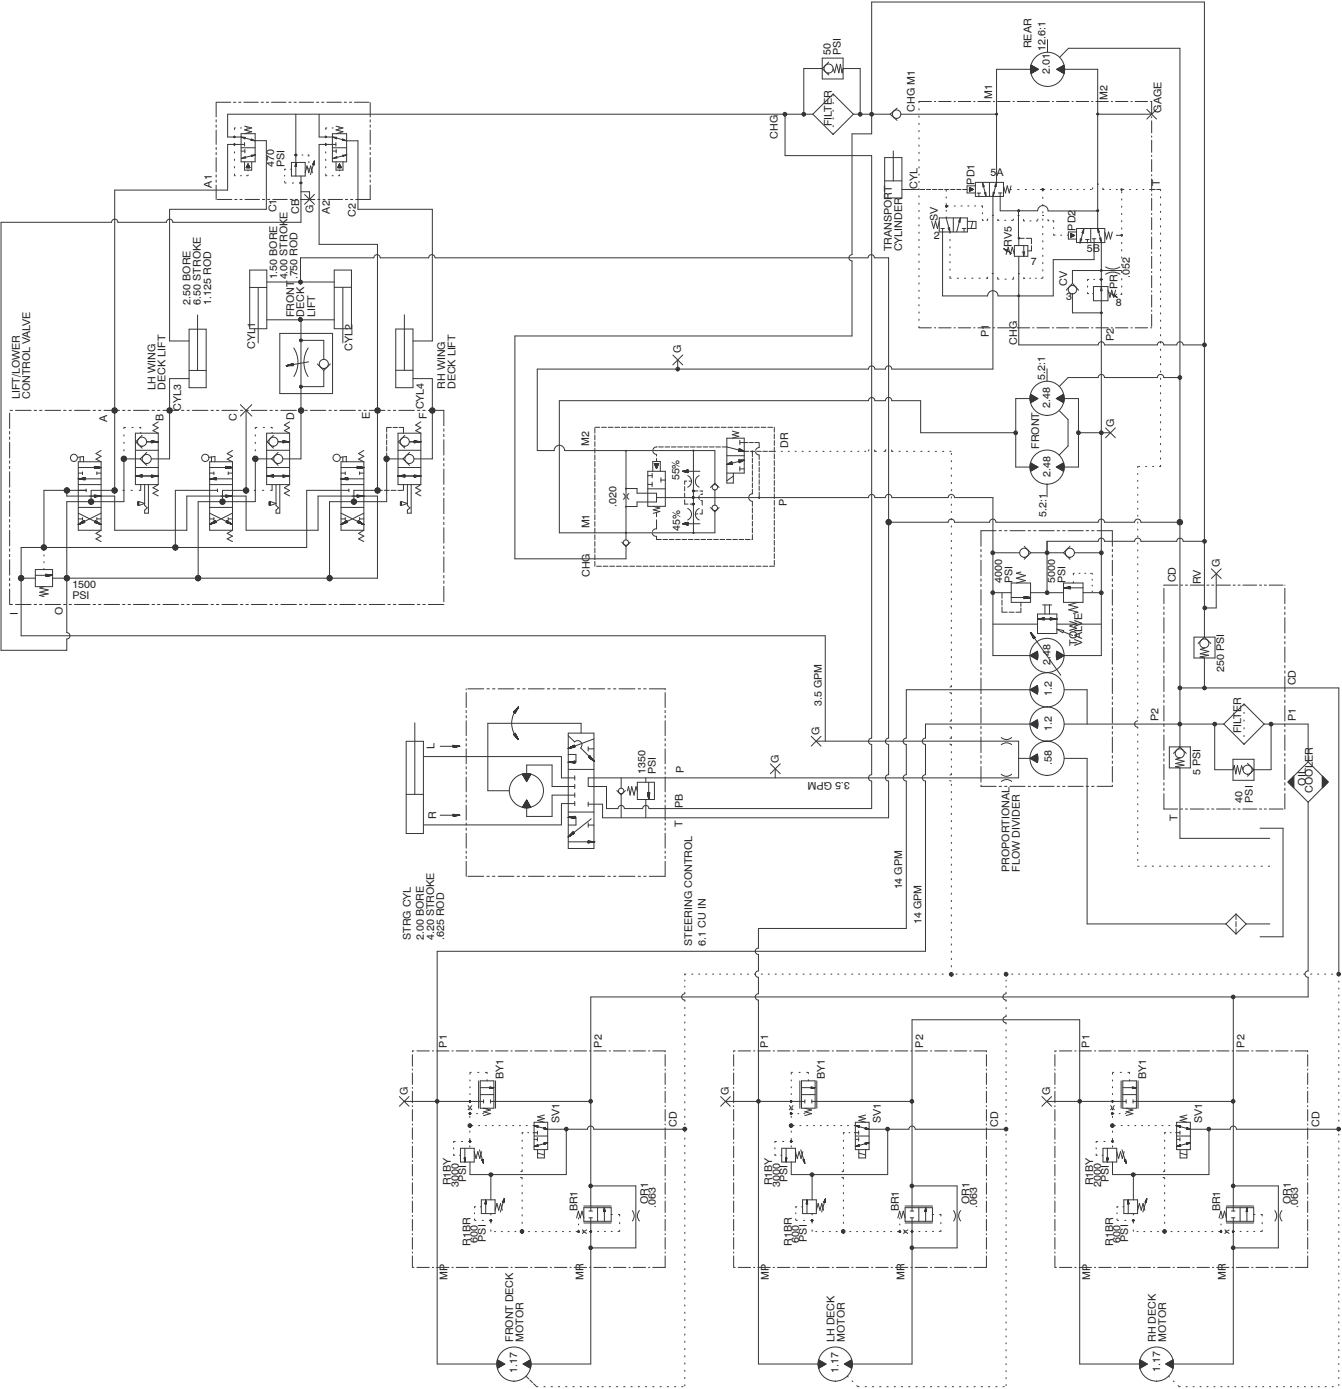 LIFT/LOWER
CONTROL VALVE
2.50 BORE
6.50 STROKE
1.125 ROD
LH WING
DECK LIFT
CYL3
1.50 BORE
4.00 STROKE
.750 ROD
FRONT
DECK
LIFT
CYL1
CYL2
RH WING
DECK LIFT
CYL4
A1
C1
CB
G
A2
C2
470
PSI
A
B
C
D
E
F
1500
PSI
I
O
50
PSI
FILTER
CHG
CHG M1
REAR
12.6:1
2.01
M1
M2
GAGE
TRANSPORT
CYLINDER
CYL
PD1
5A
T
SV
2
RV5
7
PD2
5B
CV
3
PR
8
.052
P1
CHG
P2
G
5.2:1
2.48
FRONT
2.48
5.2:1
G
M2
DR
.020
55%
45%
M1
P
CHG
4000
PSI
5000
PSI
TOW
VALVE
2.48
1.2
1.2
.58
PROPORTIONAL
FLOW DIVIDER
CD
RV
G
250 PSI
CD
P2
FILTER
P1
5 PSI
40
PSI
OIL
COOLER
T
3.5 GPM
G
G
3.5 GPM
14 GPM
14 GPM
L
R
1350
PSI
P
PB
T
STEERING CONTROL
6.1 CU IN
STRG CYL
2.00 BORE
4.20 STROKE
.625 ROD
G
P1
P2
BY1
SV1
CD
R1BY
3000
PSI
R1BR
600
PSI
BR1
OR1
.063
MP
MR
FRONT DECK
MOTOR
1.17
G
P1
P2
BY1
SV1
CD
R1BY
3000
PSI
R1BR
600
PSI
BR1
OR1
.063
MP
MR
LH DECK
MOTOR
1.17
G
P1
P2
BY1
SV1
CD
R1BY
2000
PSI
R1BR
600
PSI
BR1
OR1
.063
MP
MR
RH DECK
MOTOR
1.17